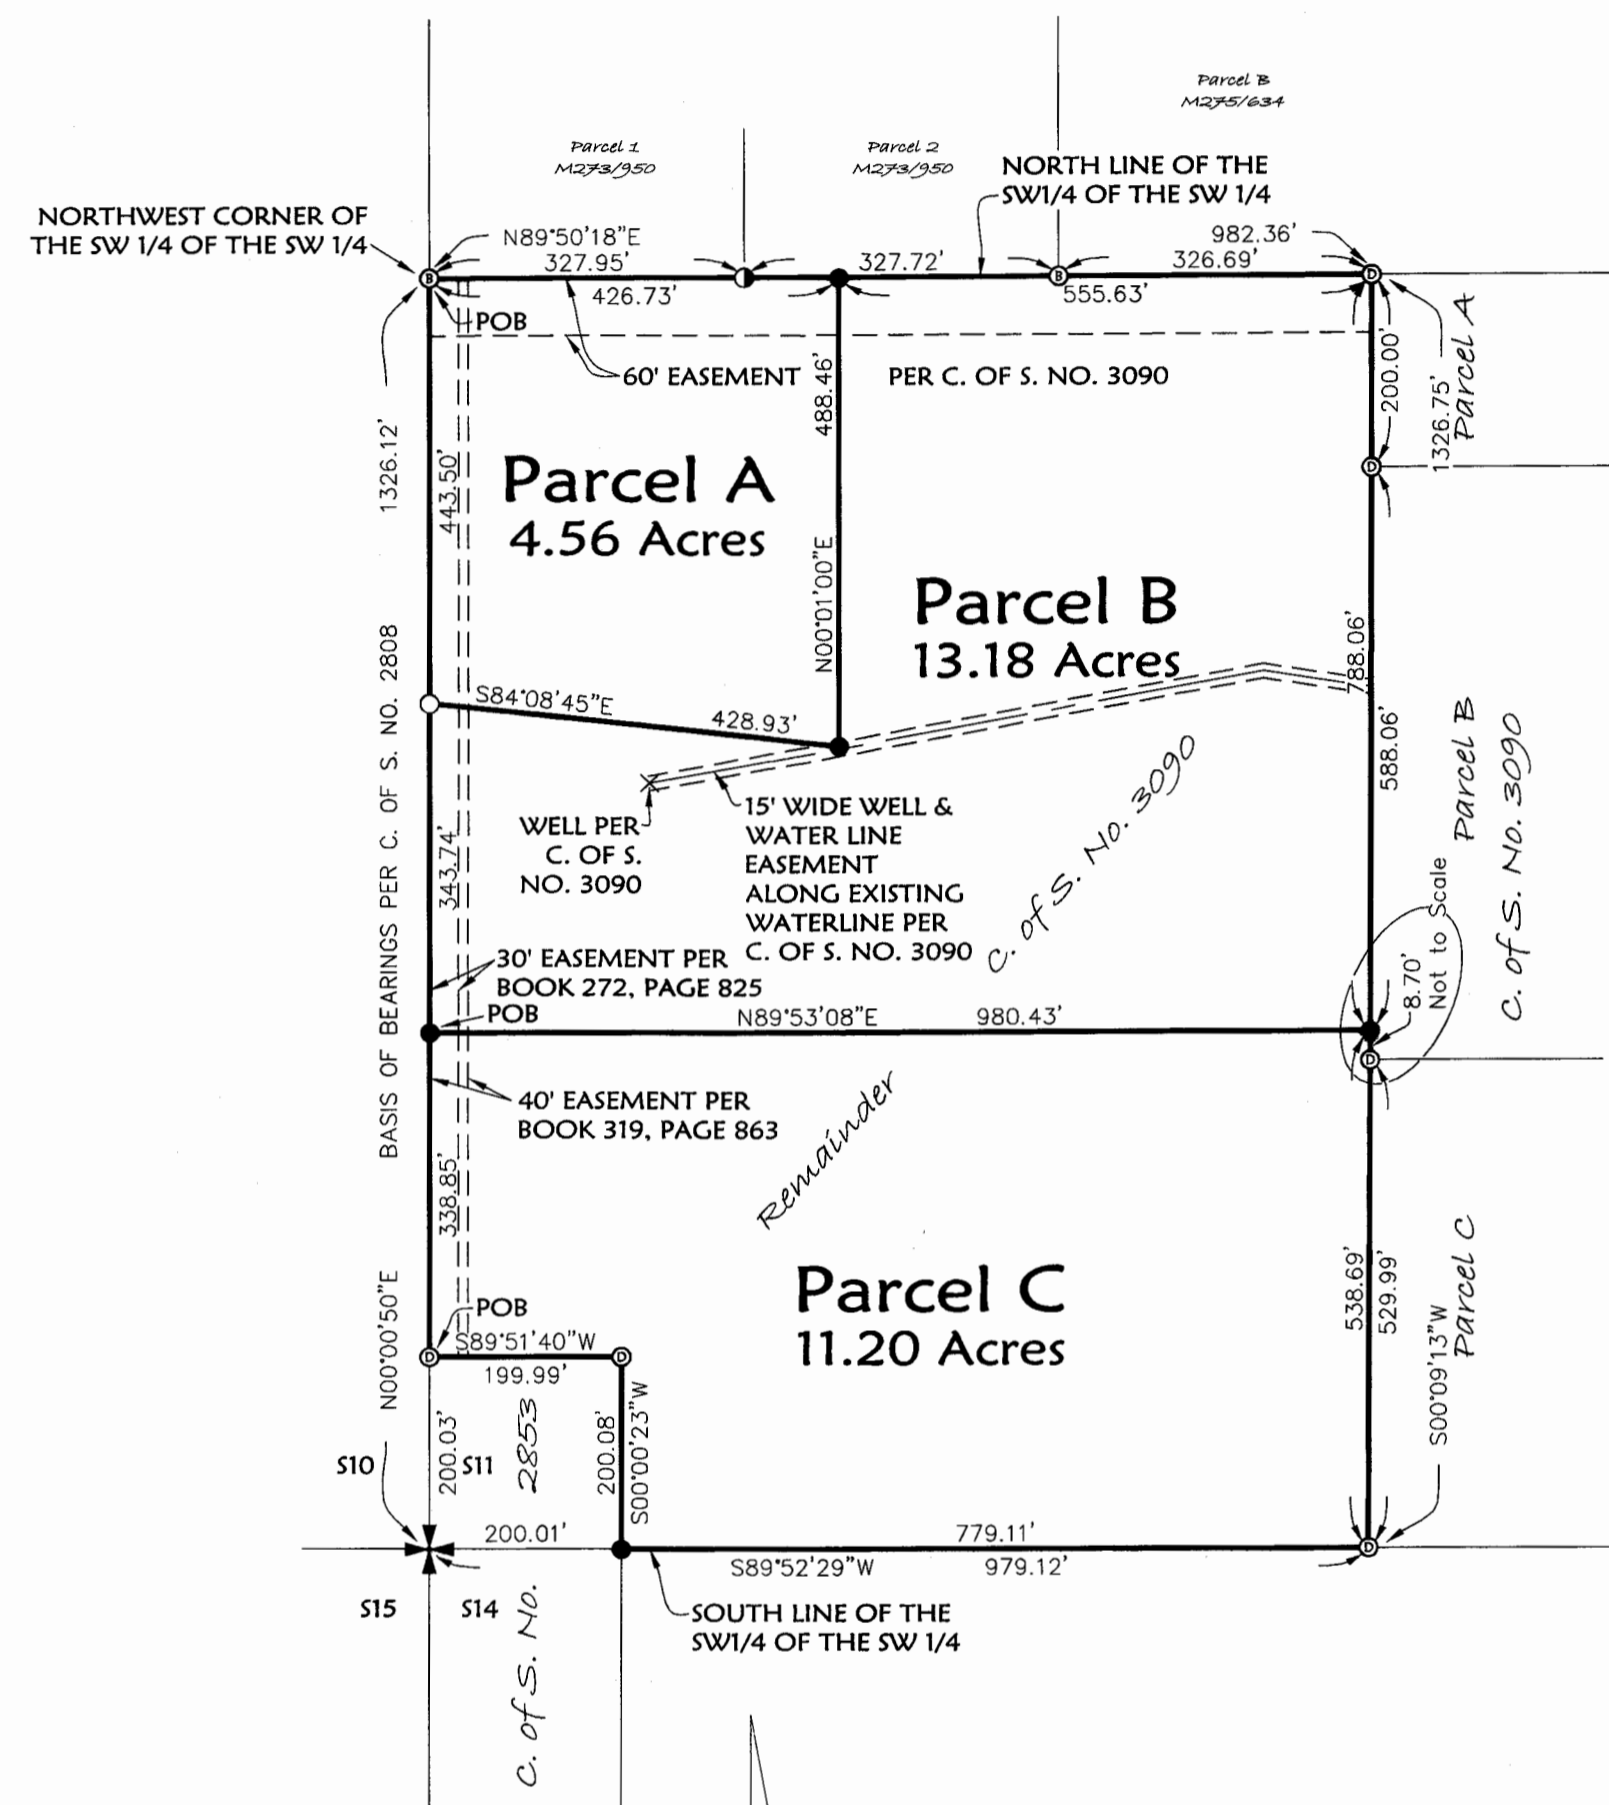 Parcel B
M275/634
Parcel 1
M273/950
Parcel 2
M273/950
NORTH LINE OF THE
SW1/4 OF THE SW 1/4
NORTHWEST CORNER OF
THE SW 1/4 OF THE SW 1/4
N89°50'18"E
982.36'
327.95'
327.72'
326.69'
B
B
D
426.73'
555.63'
POB
60' EASEMENT
PER C. OF S. NO. 3090
200.00'
1326.75'
Parcel A
D
1326.12'
443.50'
488.46'
N00°01'00"E
Parcel A
4.56 Acres
Parcel B
13.18 Acres
788.06'
588.06'
S84°08'45"E
428.93'
BASIS OF BEARINGS PER C. OF S. NO. 2808
343.74'
WELL PER
C. OF S.
NO. 3090
15' WIDE WELL &
WATER LINE
EASEMENT
ALONG EXISTING
WATERLINE PER
C. OF S. NO. 3090
C. of S. No. 3090
Parcel B
C. of S. No. 3090
30' EASEMENT PER
BOOK 272, PAGE 825
POB
N89°53'08"E
980.43'
8.70'
Not to Scale
D
40' EASEMENT PER
BOOK 319, PAGE 863
Remainder
338.85'
Parcel C
11.20 Acres
538.69'
529.99'
S00°09'13"W
Parcel C
N00°00'50"E
POB
S89°51'40"W
D
D
199.99'
200.03'
200.08'
S00°00'23"W
C. of S. No. 2853
S10
S11
200.01'
779.11'
S89°52'29"W
979.12'
D
S15
S14
SOUTH LINE OF THE
SW1/4 OF THE SW 1/4